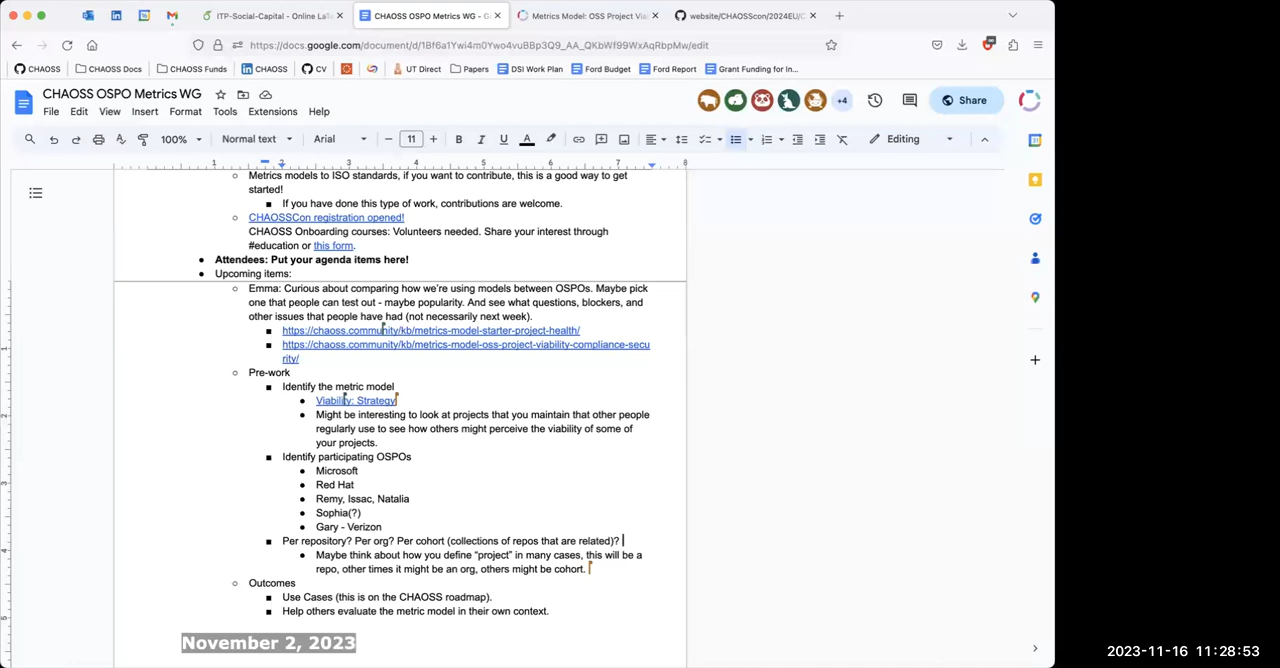 ITP-Social-Capital - Online LaTe
CHAOSS OSPO Metrics WG - G
Metrics Model: OSS Project Via
website/CHAOSScon/2024EU/C
https://docs.google.com/document/d/1Bf6a1Ywi4m0Ywo4vuBBp3Q9_AA_QKbWf99WxAqRbpMw/edit
CHAOSS
CHAOSS Docs
CHAOSS Funds
CHAOSS
CV
UT Direct
Papers
DSI Work Plan
Ford Budget
Ford Report
Grant Funding for In...
CHAOSS OSPO Metrics WG
File Edit View Insert Format Tools Extensions Help
+4
Share
100%
Normal text
Arial
11
Editing
1 2 3 4 5 6 7 8
Metrics models to ISO standards, if you want to contribute, this is a good way to get
started!
If you have done this type of work, contributions are welcome.
CHAOSSCon registration opened!
CHAOSS Onboarding courses: Volunteers needed. Share your interest through
#education or this form.
Attendees: Put your agenda items here!
Upcoming items:
Emma: Curious about comparing how we're using models between OSPOs. Maybe pick
one that people can test out - maybe popularity. And see what questions, blockers, and
other issues that people have had (not necessarily next week).
https://chaoss.community/kb/metrics-model-starter-project-health/
https://chaoss.community/kb/metrics-model-oss-project-viability-compliance-secu
rity/
Pre-work
Identify the metric model
Viability: Strategy
Might be interesting to look at projects that you maintain that other people
regularly use to see how others might perceive the viability of some of
your projects.
Identify participating OSPOs
Microsoft
Red Hat
Remy, Issac, Natalia
Sophia(?)
Gary - Verizon
Per repository? Per org? Per cohort (collections of repos that are related)?
Maybe think about how you define "project" in many cases, this will be a
repo, other times it might be an org, others might be cohort.
Outcomes
Use Cases (this is on the CHAOSS roadmap).
Help others evaluate the metric model in their own context.
November 2, 2023
2023-11-16 11:28:53